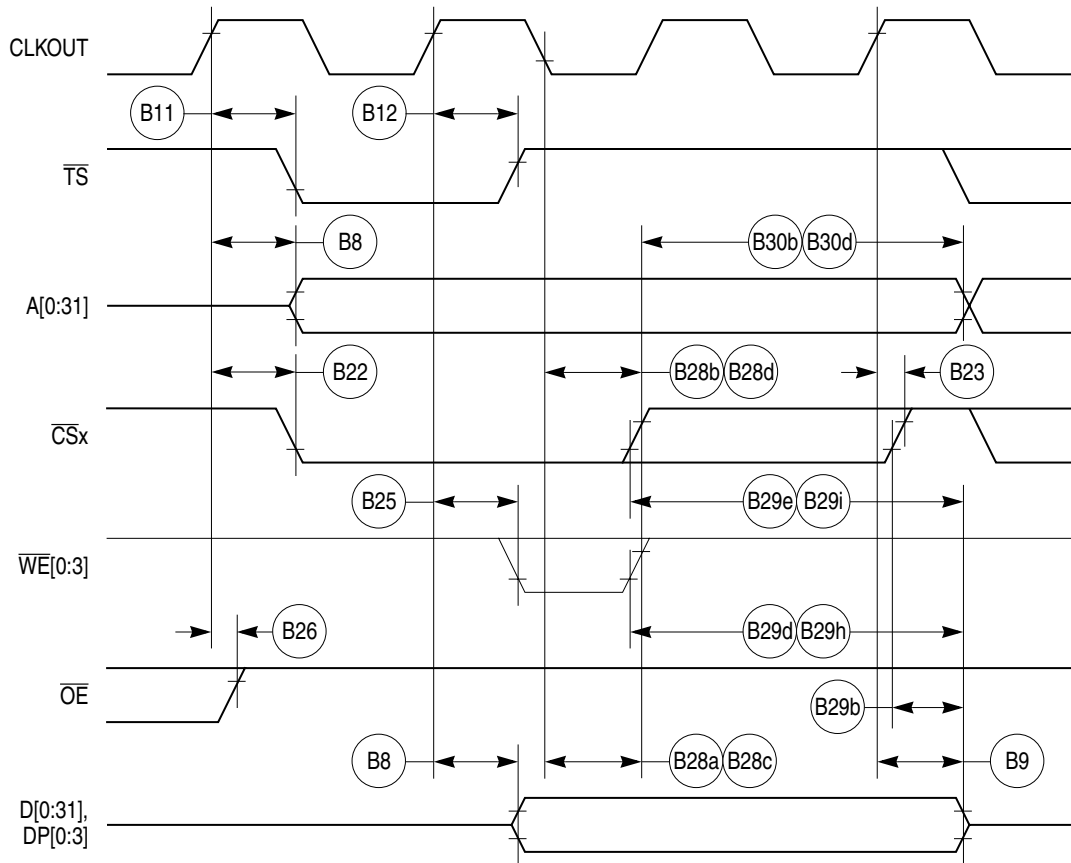 CLKOUT
B11
B12
TS
B8
B30b B30d
A[0:31]
B22
B28b B28d
B23
CSx
B25
B29e B29i
WE[0:3]
B26
B29d B29h
OE
B29b
B8
B28a B28c
B9
D[0:31],
DP[0:3]